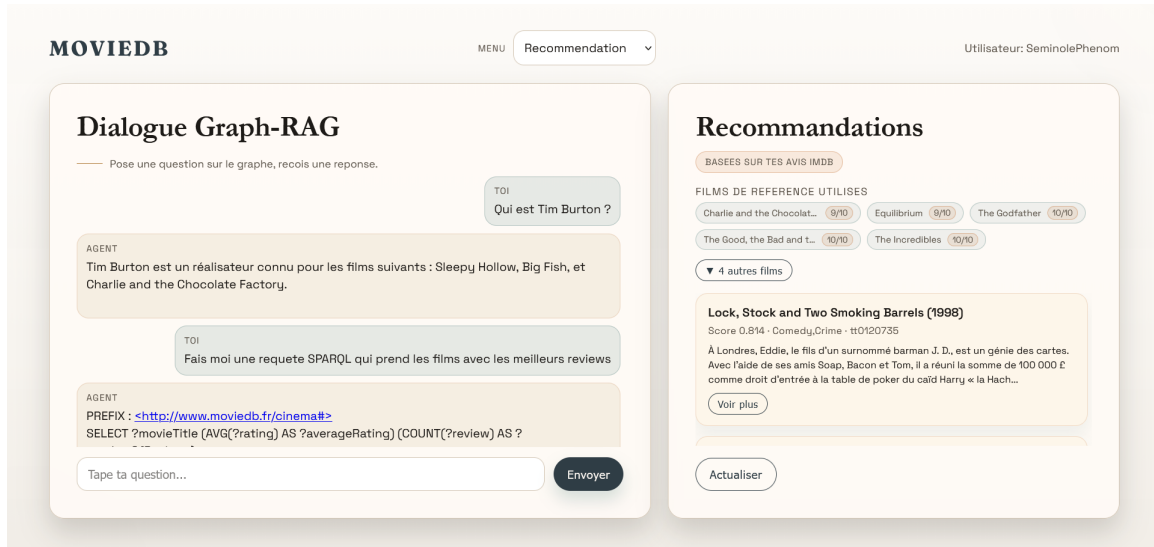 MOVIEDB
MENU
Recommendation
Utilisateur: SeminolePhenom
Dialogue Graph-RAG
Pose une question sur le graphe, recois une reponse.
TOI
Qui est Tim Burton ?
AGENT
Tim Burton est un réalisateur connu pour les films suivants : Sleepy Hollow, Big Fish, et
Charlie and the Chocolate Factory.
TOI
Fais moi une requete SPARQL qui prend les films avec les meilleurs reviews
AGENT
PREFIX : <http://www.moviedb.fr/cinema#>
SELECT ?movieTitle (AVG(?rating) AS ?averageRating) (COUNT(?review) AS ?
Tape ta question...
Envoyer
Recommandations
BASEES SUR TES AVIS IMDB
FILMS DE REFERENCE UTILISES
Charlie and the Chocolat... 9/10
Equilibrium 9/10
The Godfather 10/10
The Good, the Bad and t... 10/10
The Incredibles 10/10
▼ 4 autres films
Lock, Stock and Two Smoking Barrels (1998)
Score 0.814 · Comedy,Crime · tt0120735
À Londres, Eddie, le fils d'un surnommé barman J. D., est un génie des cartes.
Avec l'aide de ses amis Soap, Bacon et Tom, il a réuni la somme de 100 000 £
comme droit d'entrée à la table de poker du caïd Harry « la Hach...
Voir plus
Actualiser